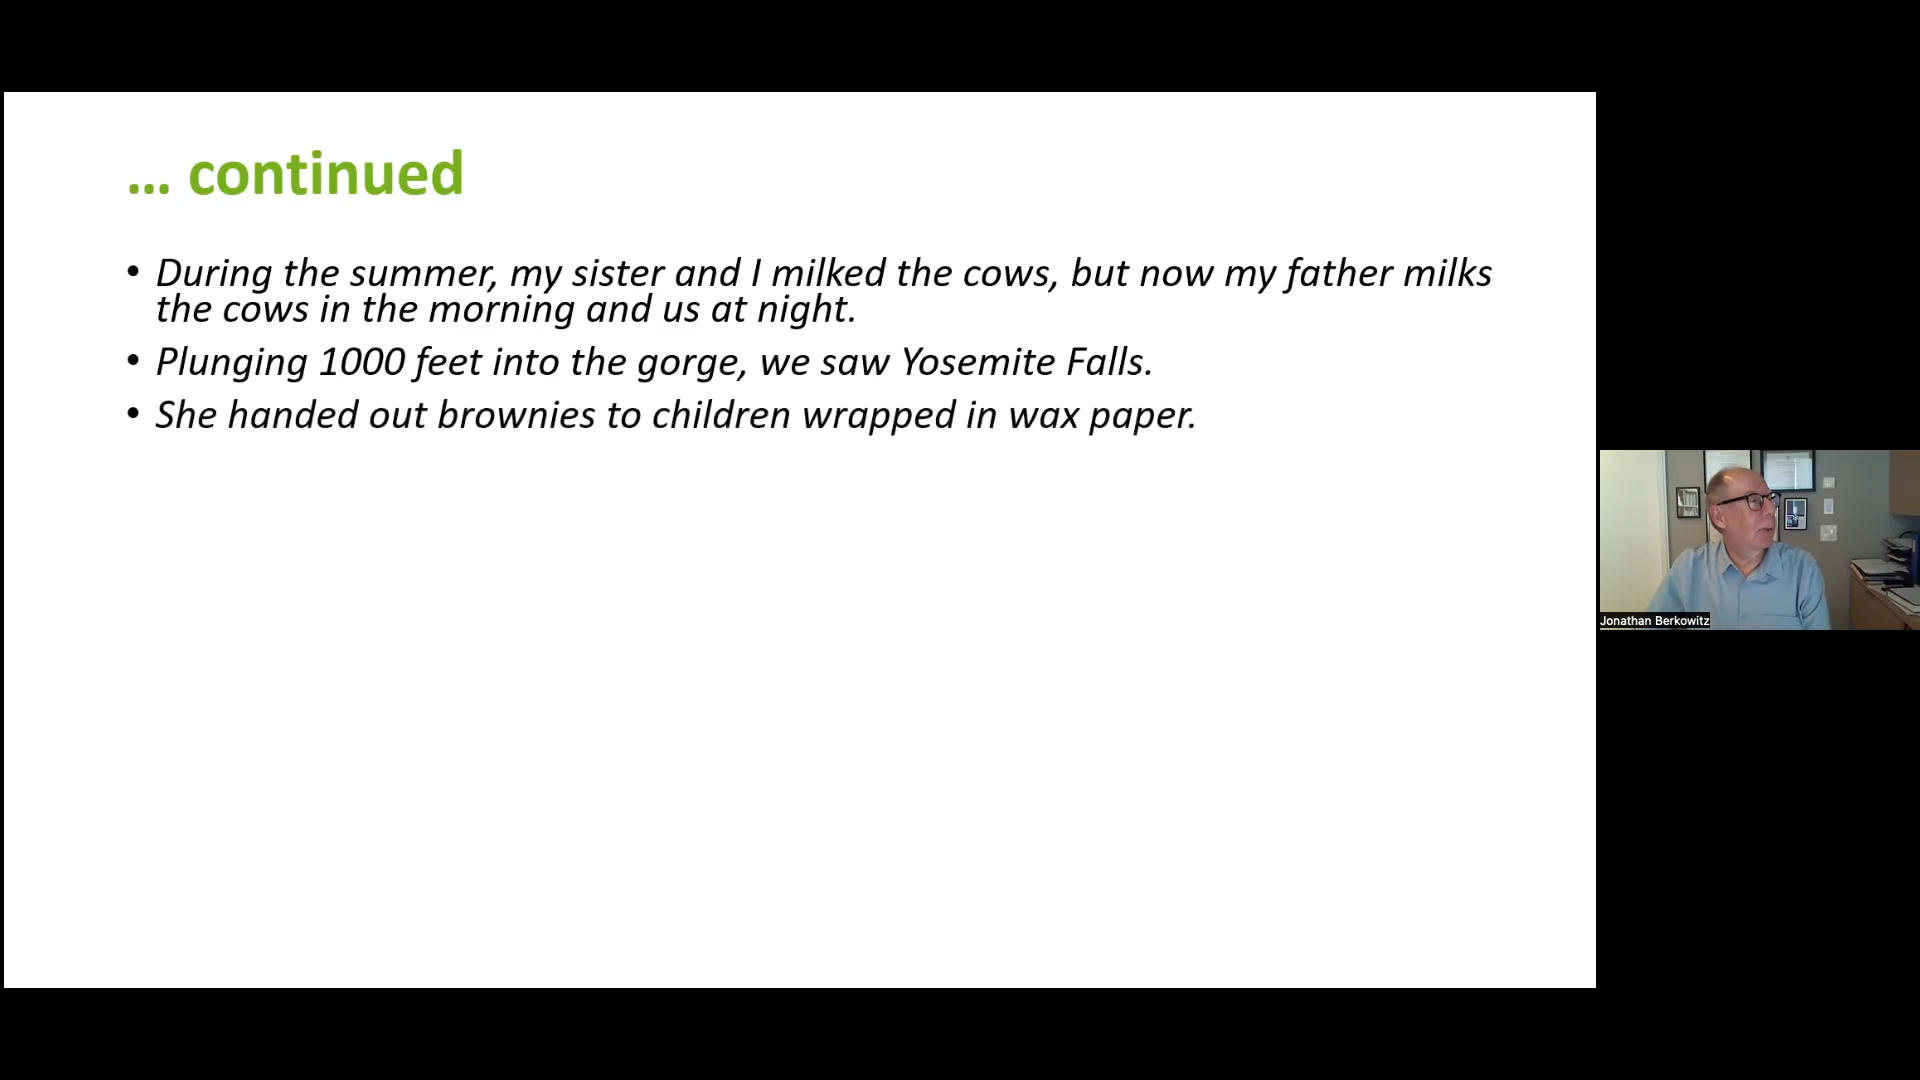 ... continued
• During the summer, my sister and I milked the cows, but now my father milks
the cows in the morning and us at night.
• Plunging 1000 feet into the gorge, we saw Yosemite Falls.
• She handed out brownies to children wrapped in wax paper.
Jonathan Berkowitz